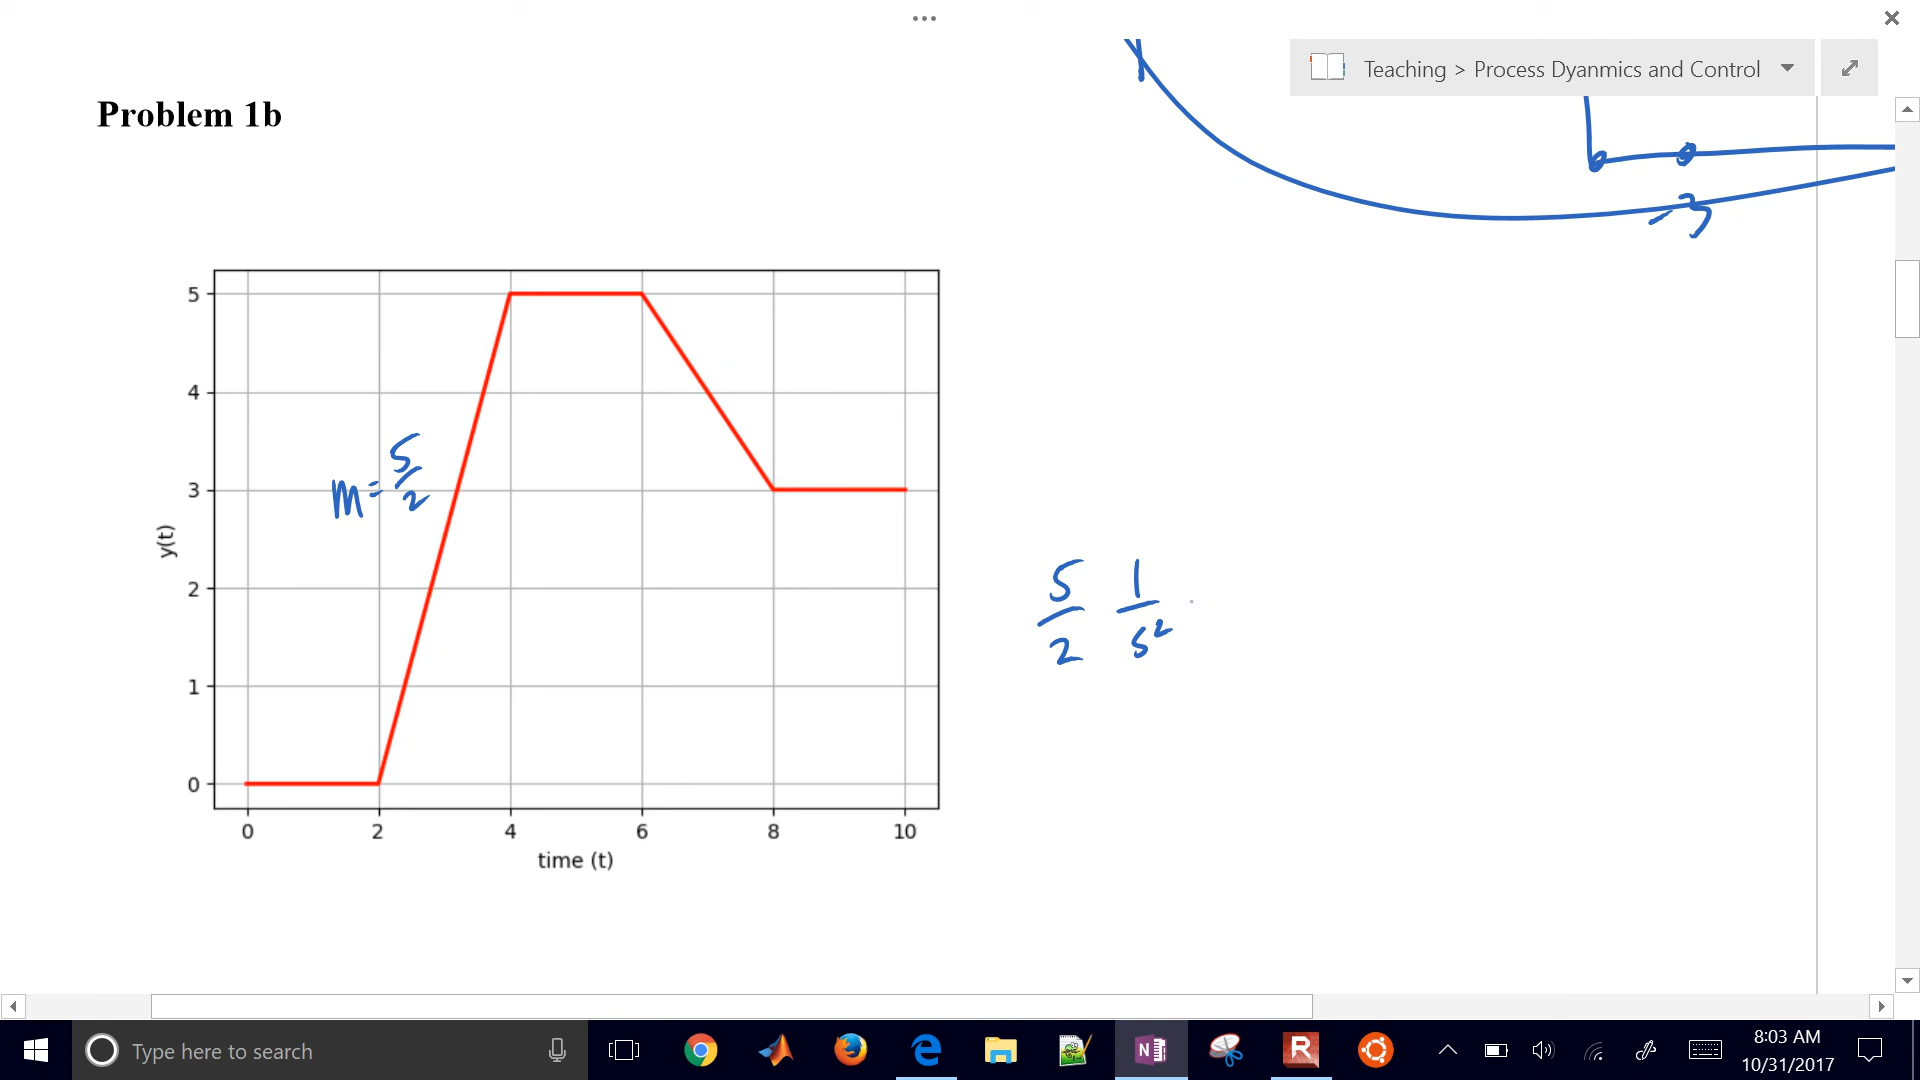 Teaching > Process Dyanmics and Control
Problem 1b
-3
5
4
3
2
1
0
m = 5/2
y(t)
0 2 4 6 8 10
time (t)
5/2 1/s²
Type here to search
N
R
8:03 AM
10/31/2017